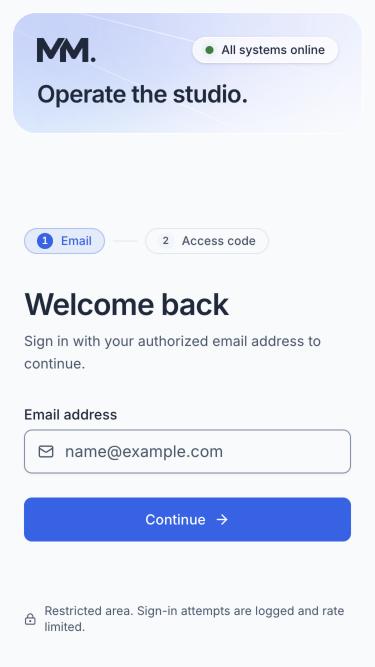 MM.
All systems online
Operate the studio.
1 Email
2 Access code
Welcome back
Sign in with your authorized email address to
continue.
Email address
name@example.com
Continue
Restricted area. Sign-in attempts are logged and rate
limited.